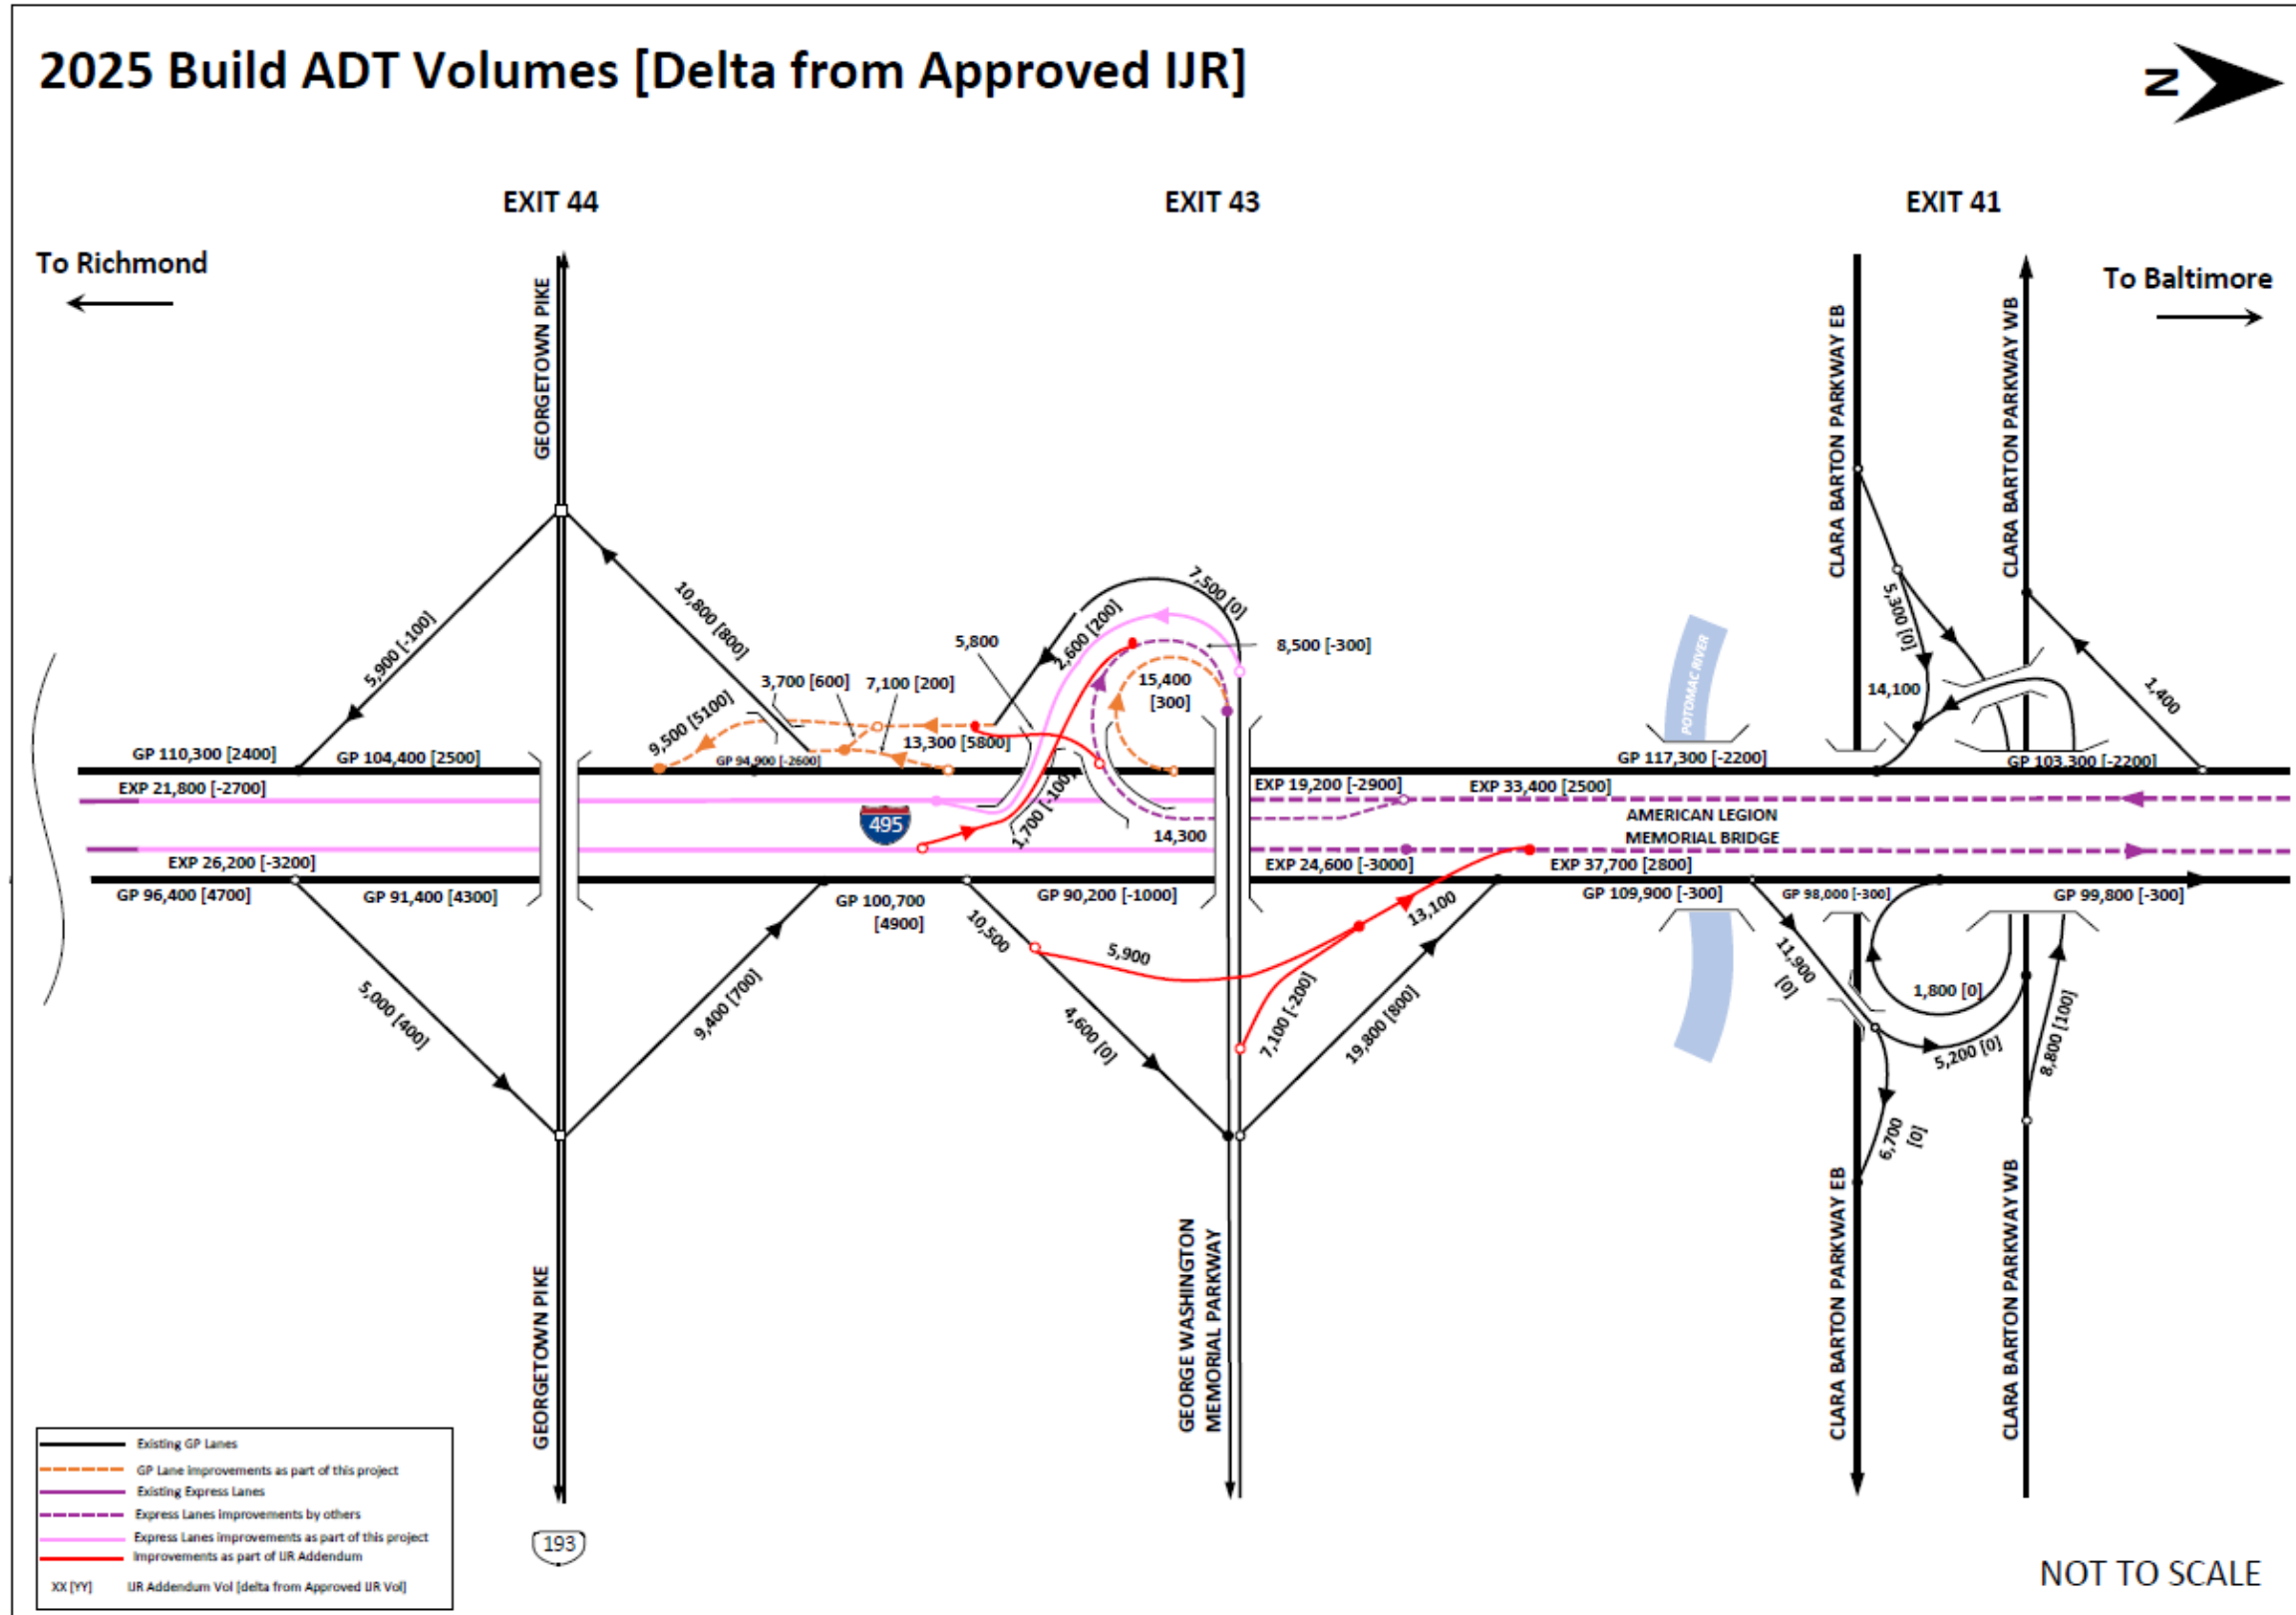 2025 Build ADT Volumes [Delta from Approved IJR]
N
EXIT 44
EXIT 43
EXIT 41
To Richmond
To Baltimore
GEORGETOWN PIKE
CLARA BARTON PARKWAY EB
CLARA BARTON PARKWAY WB
5,900 [-100]
10,800 [800]
7,500 [0]
2,600 [200]
5,800
8,500 [-300]
15,400
[300]
3,700 [600]
7,100 [200]
9,500 [5100]
13,300 [5800]
POTOMAC RIVER
5,300 [0]
14,100
1,400
GP 110,300 [2400]
GP 104,400 [2500]
GP 94,900 [-2600]
GP 117,300 [-2200]
GP 103,300 [-2200]
EXP 21,800 [-2700]
EXP 19,200 [-2900]
EXP 33,400 [2500]
495
1,700 [-100]
14,300
AMERICAN LEGION
MEMORIAL BRIDGE
EXP 26,200 [-3200]
EXP 24,600 [-3000]
EXP 37,700 [2800]
GP 96,400 [4700]
GP 91,400 [4300]
GP 100,700
[4900]
GP 90,200 [-1000]
GP 109,900 [-300]
GP 98,000 [-300]
GP 99,800 [-300]
5,000 [400]
9,400 [700]
10,500
5,900
13,100
4,600 [0]
7,100 [-200]
19,800 [800]
11,900
[0]
1,800 [0]
5,200 [0]
8,800 [100]
6,700
[0]
GEORGETOWN PIKE
GEORGE WASHINGTON
MEMORIAL PARKWAY
CLARA BARTON PARKWAY EB
CLARA BARTON PARKWAY WB
193
Existing GP Lanes
GP Lane improvements as part of this project
Existing Express Lanes
Express Lanes improvements by others
Express Lanes improvements as part of this project
Improvements as part of IJR Addendum
XX [YY] IJR Addendum Vol [delta from Approved IJR Vol]
NOT TO SCALE